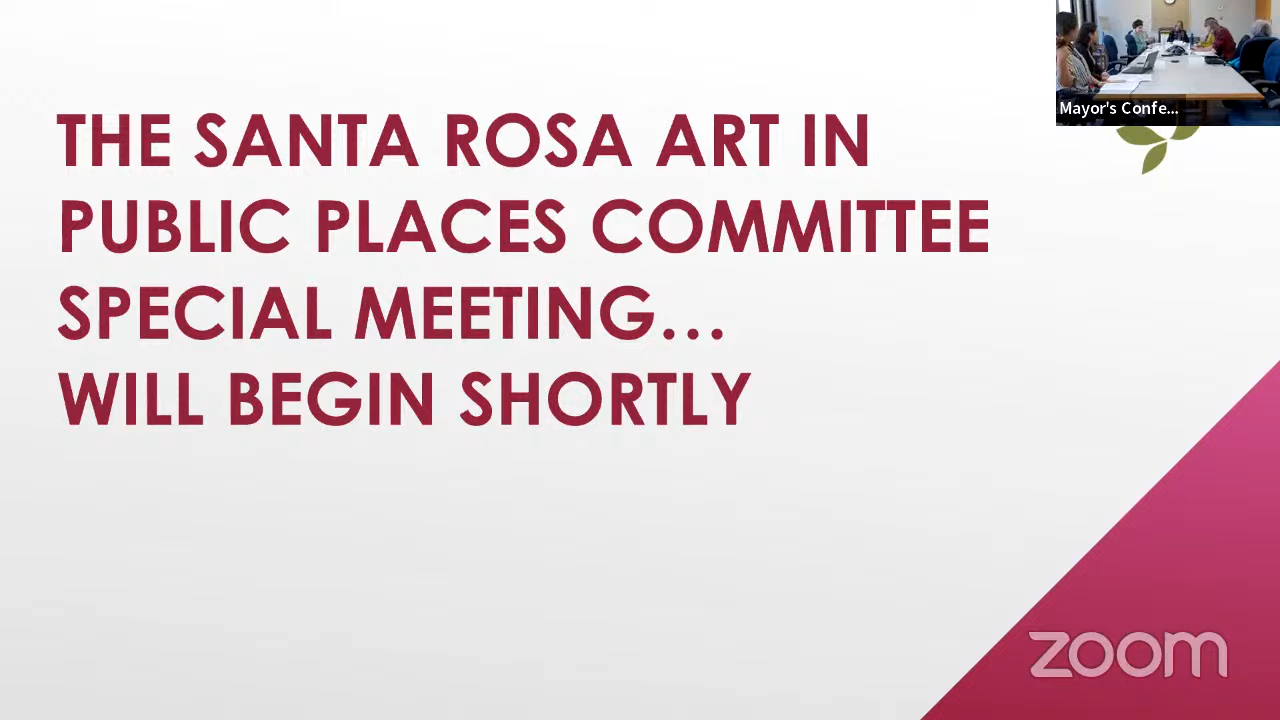 Mayor's Confe...
THE SANTA ROSA ART IN
PUBLIC PLACES COMMITTEE
SPECIAL MEETING...
WILL BEGIN SHORTLY
zoom